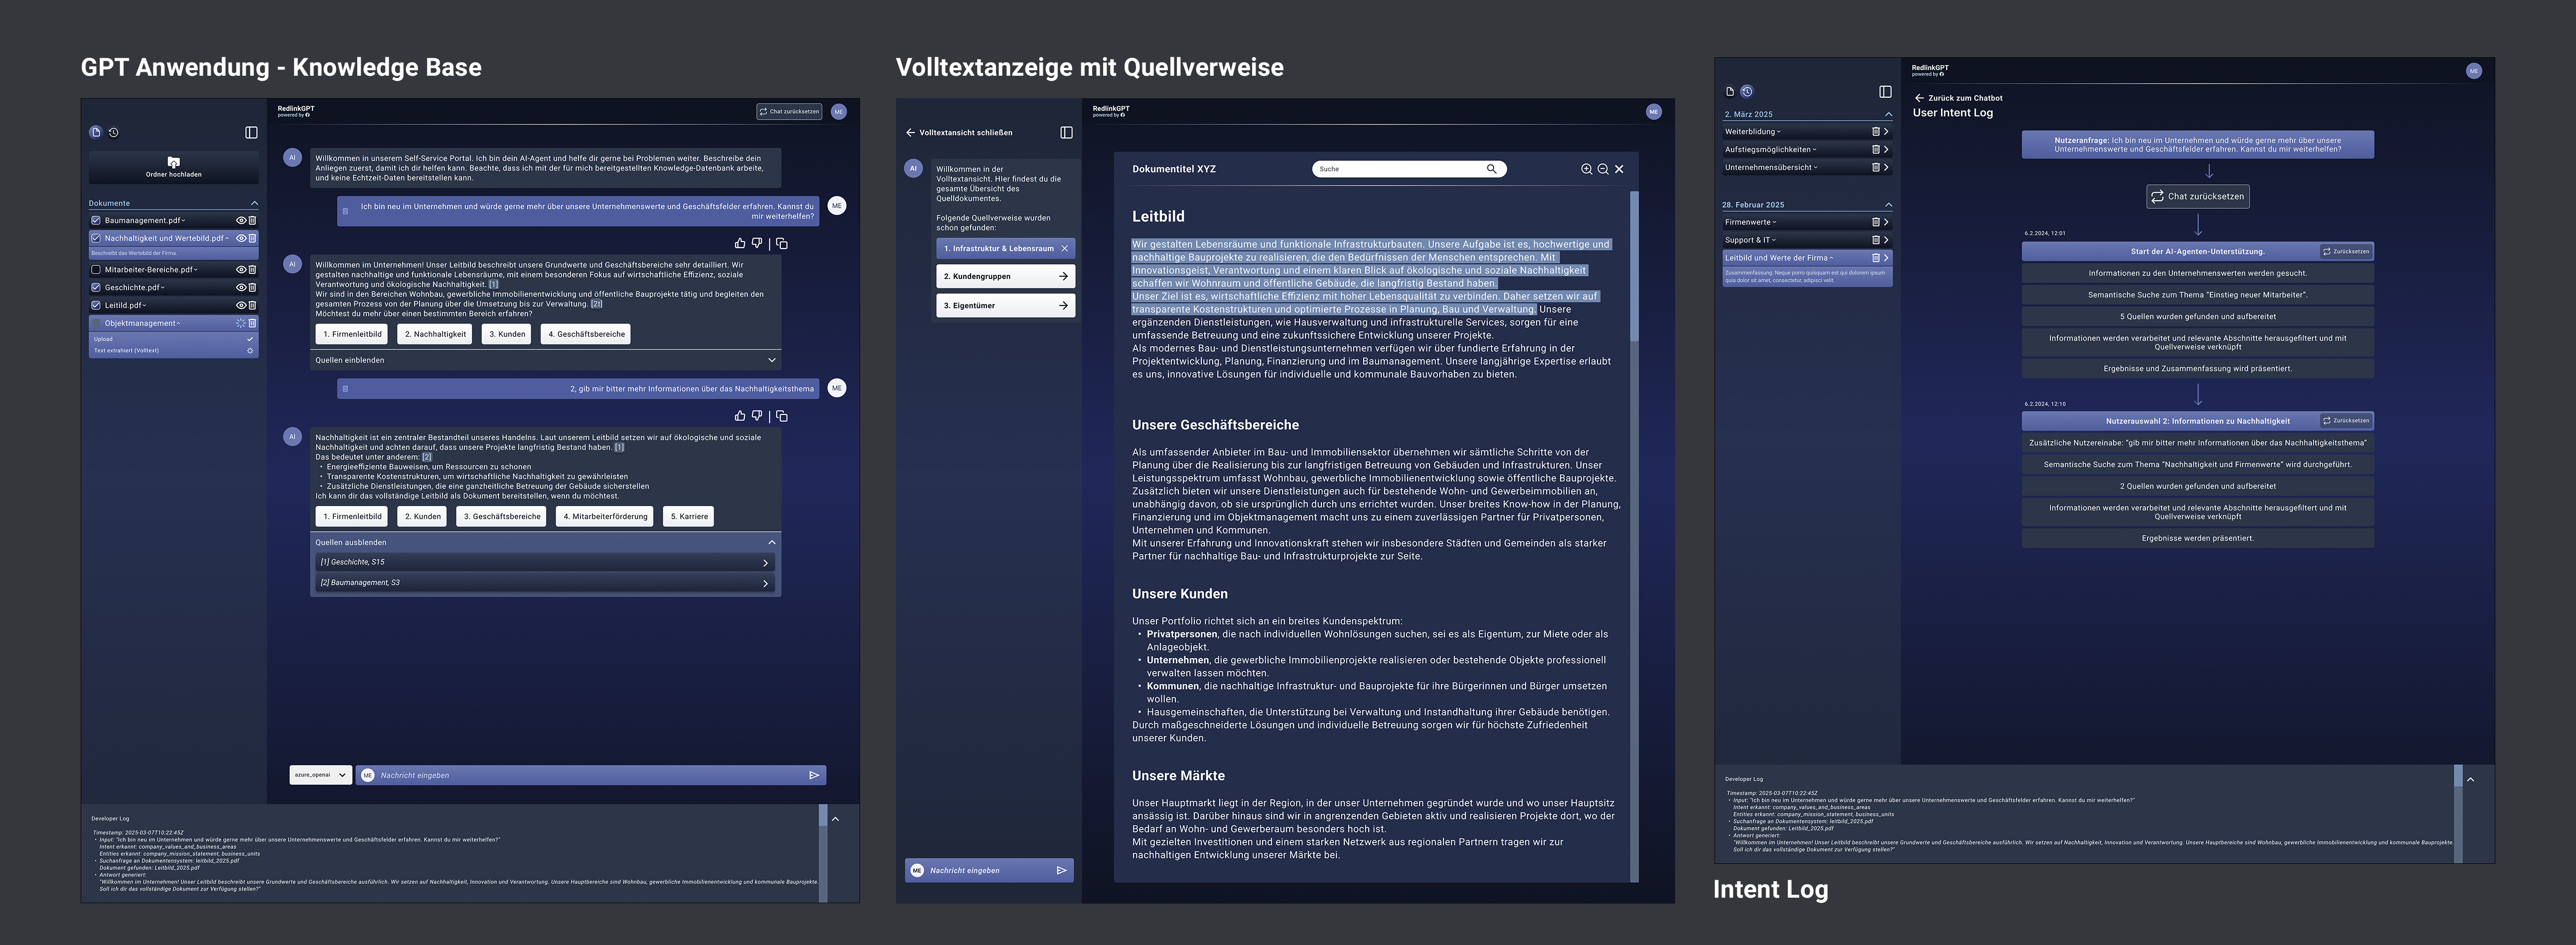 GPT Anwendung - Knowledge Base
RedlinkGPT
powered by
Chat zurücksetzen
ME
Ordner hochladen
Dokumente
Baumanagement.pdf
Nachhaltigkeit und Wertebild.pdf
Beschreibt das Wertebild der Firma.
Mitarbeiter-Bereiche.pdf
Geschichte.pdf
Leitild.pdf
Objektmanagement
Upload
Text extrahiert (Volltext)
AI
Willkommen in unserem Self-Service Portal. Ich bin dein AI-Agent und helfe dir gerne bei Problemen weiter. Beschreibe dein
Anliegen zuerst, damit ich dir helfen kann. Beachte, dass ich mit der für mich bereitgestellten Knowledge-Datenbank arbeite,
und keine Echtzeit-Daten bereitstellen kann.
Ich bin neu im Unternehmen und würde gerne mehr über unsere Unternehmenswerte und Geschäftsfelder erfahren. Kannst du
mir weiterhelfen?
ME
AI
Willkommen im Unternehmen! Unser Leitbild beschreibt unsere Grundwerte und Geschäftsbereiche sehr detailliert. Wir
gestalten nachhaltige und funktionale Lebensräume, mit einem besonderen Fokus auf wirtschaftliche Effizienz, soziale
Verantwortung und ökologische Nachhaltigkeit. [1]
Wir sind in den Bereichen Wohnbau, gewerbliche Immobilienentwicklung und öffentliche Bauprojekte tätig und begleiten den
gesamten Prozess von der Planung über die Umsetzung bis zur Verwaltung. [2]
Möchtest du mehr über einen bestimmten Bereich erfahren?
1. Firmenleitbild
2. Nachhaltigkeit
3. Kunden
4. Geschäftsbereiche
Quellen einblenden
2, gib mir bitter mehr Informationen über das Nachhaltigkeitsthema
ME
AI
Nachhaltigkeit ist ein zentraler Bestandteil unseres Handelns. Laut unserem Leitbild setzen wir auf ökologische und soziale
Nachhaltigkeit und achten darauf, dass unsere Projekte langfristig Bestand haben. [1]
Das bedeutet unter anderem: [2]
• Energieeffiziente Bauweisen, um Ressourcen zu schonen
• Transparente Kostenstrukturen, um wirtschaftliche Nachhaltigkeit zu gewährleisten
• Zusätzliche Dienstleistungen, die eine ganzheitliche Betreuung der Gebäude sicherstellen
Ich kann dir das vollständige Leitbild als Dokument bereitstellen, wenn du möchtest.
1. Firmenleitbild
2. Kunden
3. Geschäftsbereiche
4. Mitarbeiterförderung
5. Karriere
Quellen ausblenden
[1] Geschichte, S15
[2] Baumanagement, S3
azure_openai
ME
Nachricht eingeben
Developer Log
Timestamp: 2025-03-07T10:22:45Z
• Input: "Ich bin neu im Unternehmen und würde gerne mehr über unsere Unternehmenswerte und Geschäftsfelder erfahren. Kannst du mir weiterhelfen?"
Intent erkannt: company_values_and_business_areas
Entities erkannt: company_mission_statement, business_units
• Suchanfrage an Dokumentensystem: leitbild_2025.pdf
Dokument gefunden: Leitbild_2025.pdf
• Antwort generiert:
"Willkommen im Unternehmen! Unser Leitbild beschreibt unsere Grundwerte und Geschäftsbereiche ausführlich. Wir setzen auf Nachhaltigkeit, Innovation und Verantwortung. Unsere Hauptbereiche sind Wohnbau, gewerbliche Immobilienentwicklung und kommunale Bauprojekte.
Soll ich dir das vollständige Dokument zur Verfügung stellen?"
Volltextanzeige mit Quellverweise
RedlinkGPT
powered by
ME
Volltextansicht schließen
AI
Willkommen in der
Volltextansicht. HIer findest du die
gesamte Übersicht des
Quelldokumentes.
Folgende Quellverweise wurden
schon gefunden:
1. Infrastruktur & Lebensraum
2. Kundengruppen
3. Eigentümer
ME
Nachricht eingeben
Dokumentitel XYZ
Suche
Leitbild
Wir gestalten Lebensräume und funktionale Infrastrukturbauten. Unsere Aufgabe ist es, hochwertige und
nachhaltige Bauprojekte zu realisieren, die den Bedürfnissen der Menschen entsprechen. Mit
Innovationsgeist, Verantwortung und einem klaren Blick auf ökologische und soziale Nachhaltigkeit
schaffen wir Wohnraum und öffentliche Gebäude, die langfristig Bestand haben.
Unser Ziel ist es, wirtschaftliche Effizienz mit hoher Lebensqualität zu verbinden. Daher setzen wir auf
transparente Kostenstrukturen und optimierte Prozesse in Planung, Bau und Verwaltung. Unsere
ergänzenden Dienstleistungen, wie Hausverwaltung und infrastrukturelle Services, sorgen für eine
umfassende Betreuung und eine zukunftssichere Entwicklung unserer Projekte.
Als modernes Bau- und Dienstleistungsunternehmen verfügen wir über fundierte Erfahrung in der
Projektentwicklung, Planung, Finanzierung und im Baumanagement. Unsere langjährige Expertise erlaubt
es uns, innovative Lösungen für individuelle und kommunale Bauvorhaben zu bieten.
Unsere Geschäftsbereiche
Als umfassender Anbieter im Bau- und Immobiliensektor übernehmen wir sämtliche Schritte von der
Planung über die Realisierung bis zur langfristigen Betreuung von Gebäuden und Infrastrukturen. Unser
Leistungsspektrum umfasst Wohnbau, gewerbliche Immobilienentwicklung sowie öffentliche Bauprojekte.
Zusätzlich bieten wir unsere Dienstleistungen auch für bestehende Wohn- und Gewerbeimmobilien an,
unabhängig davon, ob sie ursprünglich durch uns errichtet wurden. Unser breites Know-how in der Planung,
Finanzierung und im Objektmanagement macht uns zu einem zuverlässigen Partner für Privatpersonen,
Unternehmen und Kommunen.
Mit unserer Erfahrung und Innovationskraft stehen wir insbesondere Städten und Gemeinden als starker
Partner für nachhaltige Bau- und Infrastrukturprojekte zur Seite.
Unsere Kunden
Unser Portfolio richtet sich an ein breites Kundenspektrum:
• Privatpersonen, die nach individuellen Wohnlösungen suchen, sei es als Eigentum, zur Miete oder als
Anlageobjekt.
• Unternehmen, die gewerbliche Immobilienprojekte realisieren oder bestehende Objekte professionell
verwalten lassen möchten.
• Kommunen, die nachhaltige Infrastruktur- und Bauprojekte für ihre Bürgerinnen und Bürger umsetzen
wollen.
• Hausgemeinschaften, die Unterstützung bei Verwaltung und Instandhaltung ihrer Gebäude benötigen.
Durch maßgeschneiderte Lösungen und individuelle Betreuung sorgen wir für höchste Zufriedenheit
unserer Kunden.
Unsere Märkte
Unser Hauptmarkt liegt in der Region, in der unser Unternehmen gegründet wurde und wo unser Hauptsitz
ansässig ist. Darüber hinaus sind wir in angrenzenden Gebieten aktiv und realisieren Projekte dort, wo der
Bedarf an Wohn- und Gewerberaum besonders hoch ist.
Mit gezielten Investitionen und einem starken Netzwerk aus regionalen Partnern tragen wir zur
nachhaltigen Entwicklung unserer Märkte bei.
RedlinkGPT
powered by
ME
2. März 2025
Weiterblidung
Aufstiegsmöglichkeiten
Unternehmensübersicht
28. Februar 2025
Firmenwerte
Support & IT
Leitbild und Werte der Firma
Zusammenfassung: Neque porro quisquam est qui dolorem ipsum
quia dolor sit amet, consectetur, adipisci velit.
Zurück zum Chatbot
User Intent Log
Nutzeranfrage: Ich bin neu im Unternehmen und würde gerne mehr über unsere
Unternehmenswerte und Geschäftsfelder erfahren. Kannst du mir weiterhelfen?
Chat zurücksetzen
6.2.2024, 12:01
Start der AI-Agenten-Unterstützung.
Zurücksetzen
Informationen zu den Unternehmenswerten werden gesucht.
Semantische Suche zum Thema "Einstieg neuer Mitarbeiter".
5 Quellen wurden gefunden und aufbereitet
Informationen werden verarbeitet und relevante Abschnitte herausgefiltert und mit
Quellverweise verknüpft
Ergebnisse und Zusammenfassung wird präsentiert.
6.2.2024, 12:10
Nutzerauswahl 2: Informationen zu Nachhaltigkeit
Zurücksetzen
Zusätzliche Nutzereinabe: "gib mir bitter mehr Informationen über das Nachhaltigkeitsthema"
Semantische Suche zum Thema "Nachhaltigkeit und Firmenwerte" wird durchgeführt.
2 Quellen wurden gefunden und aufbereitet
Informationen werden verarbeitet und relevante Abschnitte herausgefiltert und mit
Quellverweise verknüpft
Ergebnisse werden präsentiert.
Developer Log
Timestamp: 2025-03-07T10:22:45Z
• Input: "Ich bin neu im Unternehmen und würde gerne mehr über unsere Unternehmenswerte und Geschäftsfelder erfahren. Kannst du mir weiterhelfen?"
Intent erkannt: company_values_and_business_areas
Entities erkannt: company_mission_statement, business_units
• Suchanfrage an Dokumentensystem: leitbild_2025.pdf
Dokument gefunden: Leitbild_2025.pdf
• Antwort generiert:
"Willkommen im Unternehmen! Unser Leitbild beschreibt unsere Grundwerte und Geschäftsbereiche ausführlich. Wir setzen auf Nachhaltigkeit, Innovation und Verantwortung. Unsere Hauptbereiche sind Wohnbau, gewerbliche Immobilienentwicklung und kommunale Bauprojekte.
Soll ich dir das vollständige Dokument zur Verfügung stellen?"
Intent Log